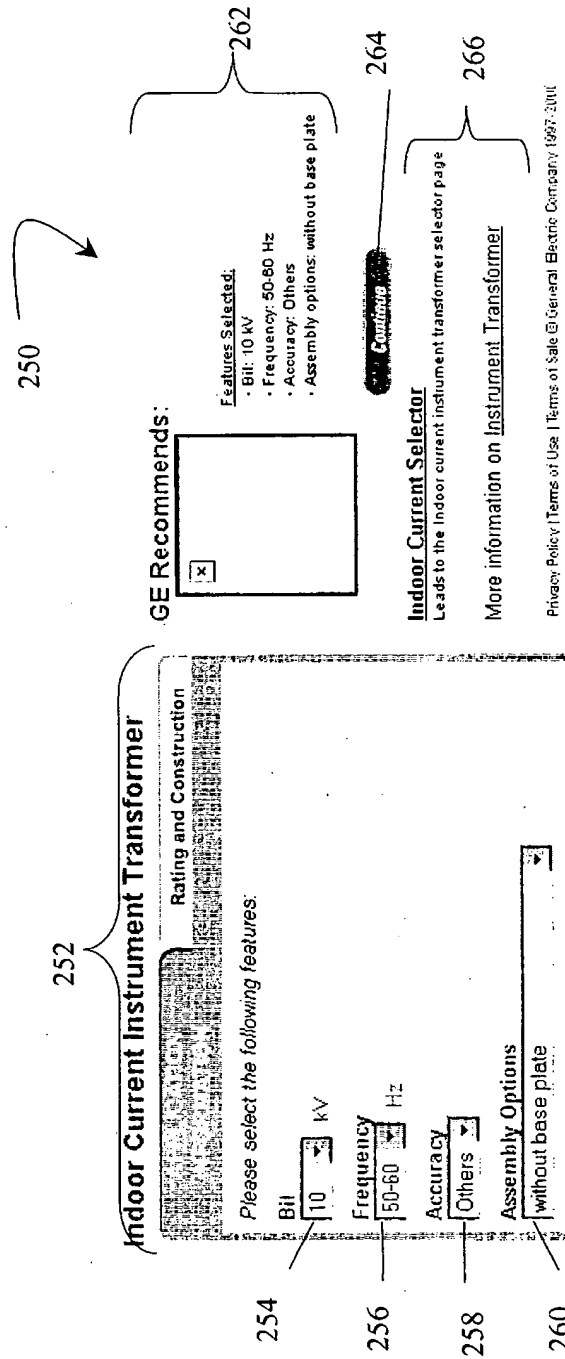 250
252
Indoor Current Instrument Transformer
Rating and Construction
Please select the following features:
254
Bil
10 kV
256
Frequency
50-60 Hz
258
Accuracy
Others
260
Assembly Options
without base plate
GE Recommends:
x
Features Selected:
· Bil: 10 kV
· Frequency: 50-60 Hz
· Accuracy: Others
· Assembly options: without base plate
262
Continue
264
Indoor Current Selector
Leads to the Indoor current instrument transformer selector page
More information on Instrument Transformer
266
Privacy Policy | Terms of Use | Terms of Sale © General Electric Company 1997-2000